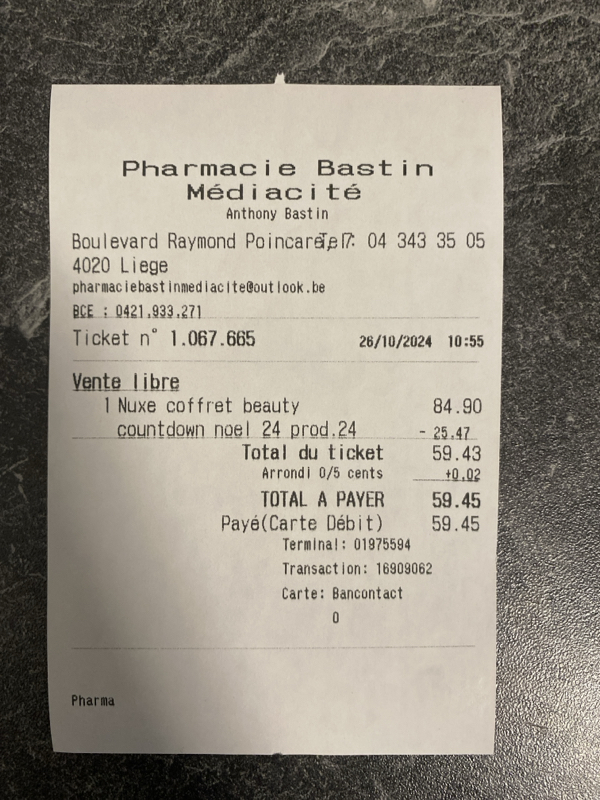 Pharmacie Bastin
Médiacité
Anthony Bastin
Boulevard Raymond Poincaré, 7 Tel: 04 343 35 05
4020 Liege
pharmaciebastinmediacite@outlook.be
BCE : 0421.933.271
Ticket n° 1.067.665 26/10/2024 10:55
Vente libre
1 Nuxe coffret beauty 84.90
countdown noel 24 prod.24 - 25.47
Total du ticket 59.43
Arrondi 0/5 cents +0.02
TOTAL A PAYER 59.45
Payé(Carte Débit) 59.45
Terminal: 01975594
Transaction: 16909062
Carte: Bancontact
0
Pharma